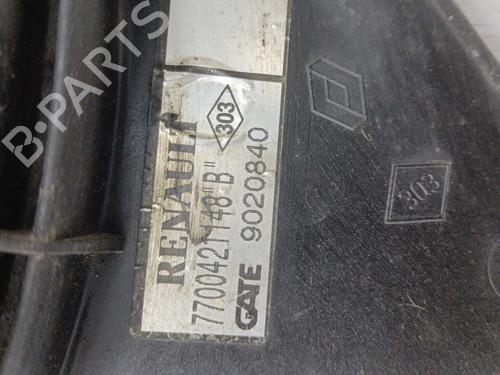 B-PARTS
RENAULT 303
7700421148"B"
GATE 9020840
303